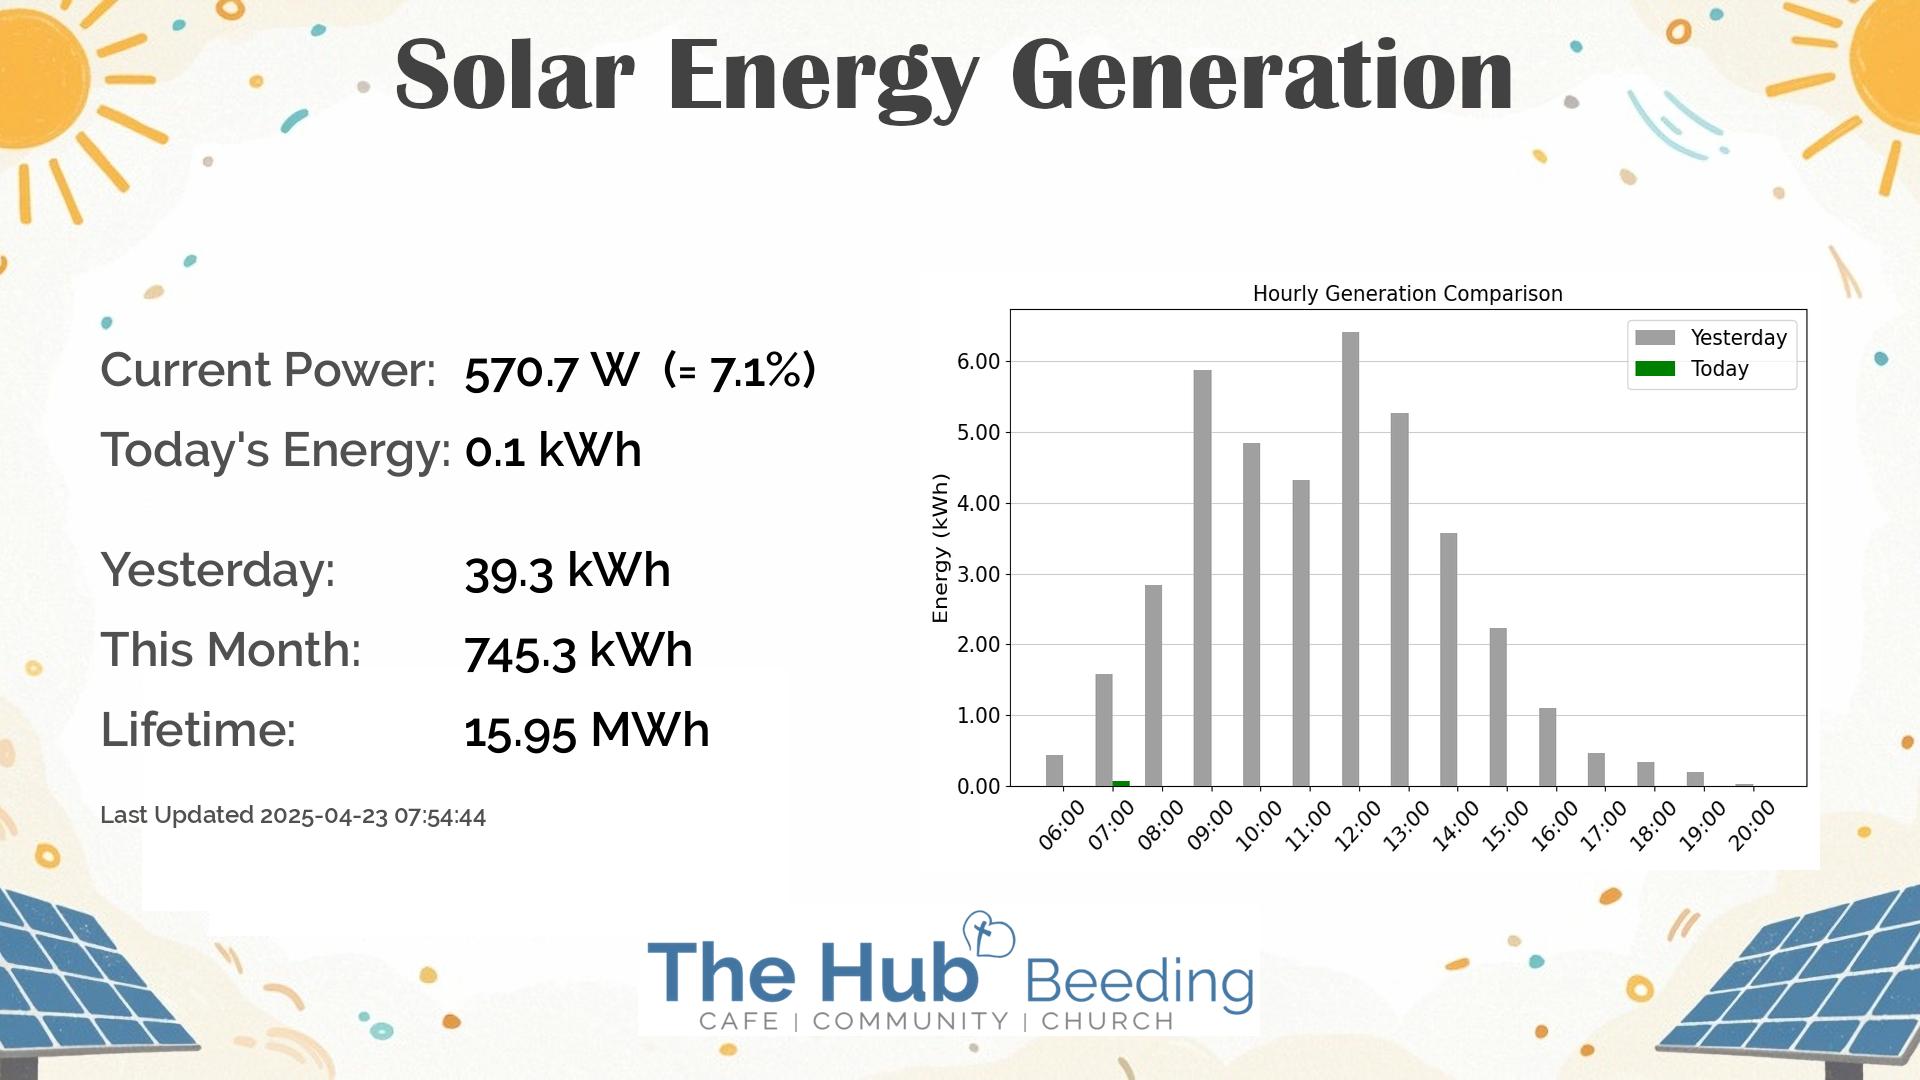 Solar Energy Generation
Current Power: 570.7 W (= 7.1%)
Today's Energy: 0.1 kWh
Yesterday: 39.3 kWh
This Month: 745.3 kWh
Lifetime: 15.95 MWh
Last Updated 2025-04-23 07:54:44
Hourly Generation Comparison
Yesterday
Today
Energy (kWh)
6.00
5.00
4.00
3.00
2.00
1.00
0.00
06:00 07:00 08:00 09:00 10:00 11:00 12:00 13:00 14:00 15:00 16:00 17:00 18:00 19:00 20:00
The Hub Beeding
CAFE | COMMUNITY | CHURCH